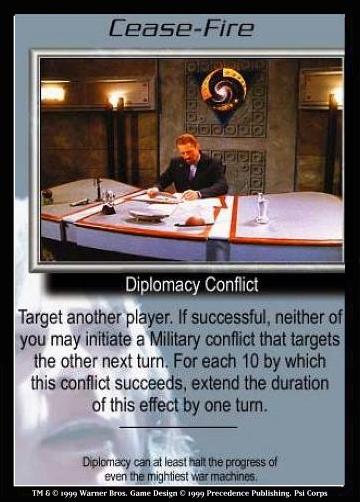 Cease-Fire
Diplomacy Conflict
Target another player. If successful, neither of
you may initiate a Military conflict that targets
the other next turn. For each 10 by which
this conflict succeeds, extend the duration
of this effect by one turn.
Diplomacy can at least halt the progress of
even the mightiest war machines.
TM & © 1999 Warner Bros. Game Design © 1999 Precedence Publishing. Psi Corps